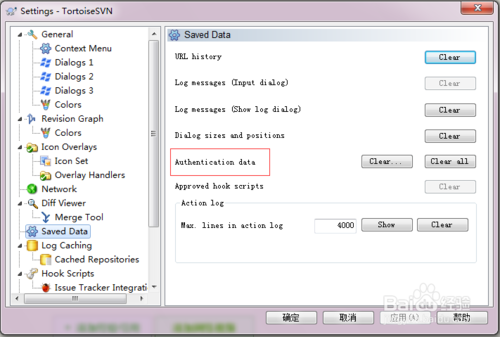 Settings - TortoiseSVN
General
Context Menu
Dialogs 1
Dialogs 2
Dialogs 3
Colors
Revision Graph
Colors
Icon Overlays
Icon Set
Overlay Handlers
Network
Diff Viewer
Merge Tool
Saved Data
Log Caching
Cached Repositories
Hook Scripts
Issue Tracker Integrati
Saved Data
URL history Clear
Log messages (Input dialog) Clear
Log messages (Show log dialog) Clear
Dialog sizes and positions Clear
Authentication data Clear... Clear all
Approved hook scripts Clear
Action log
Max. lines in action log 4000 Show Clear
确定 取消 应用(A) 帮助
Baidu 经验